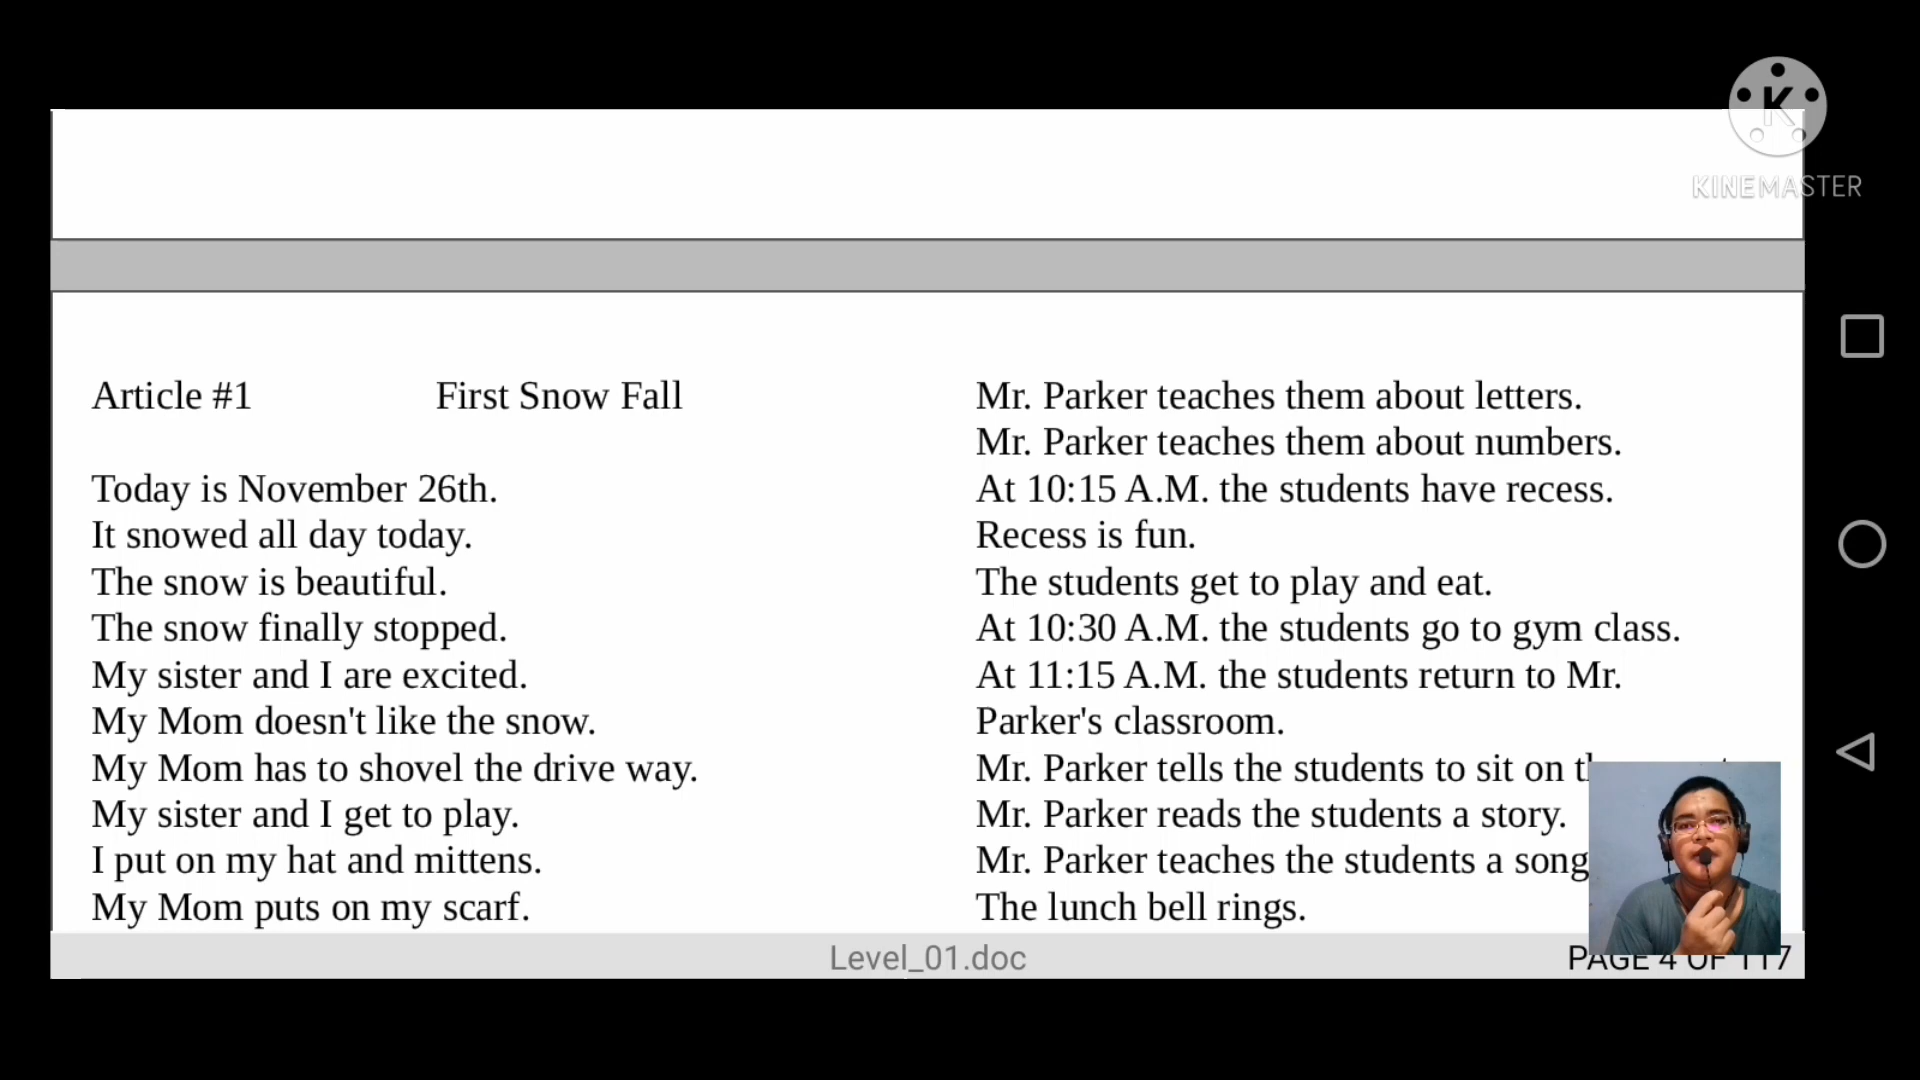 K
KINEMASTER
Article #1 First Snow Fall
Today is November 26th.
It snowed all day today.
The snow is beautiful.
The snow finally stopped.
My sister and I are excited.
My Mom doesn't like the snow.
My Mom has to shovel the drive way.
My sister and I get to play.
I put on my hat and mittens.
My Mom puts on my scarf.
Mr. Parker teaches them about letters.
Mr. Parker teaches them about numbers.
At 10:15 A.M. the students have recess.
Recess is fun.
The students get to play and eat.
At 10:30 A.M. the students go to gym class.
At 11:15 A.M. the students return to Mr.
Parker's classroom.
Mr. Parker tells the students to sit on
Mr. Parker reads the students a story.
Mr. Parker teaches the students a song
The lunch bell rings.
Level_01.doc
PAGE 4 OF 117